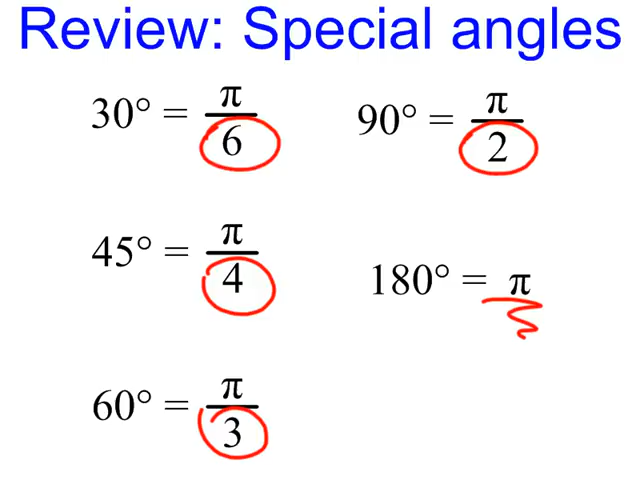 Review: Special angles
30° = π/6
45° = π/4
60° = π/3
90° = π/2
180° = π